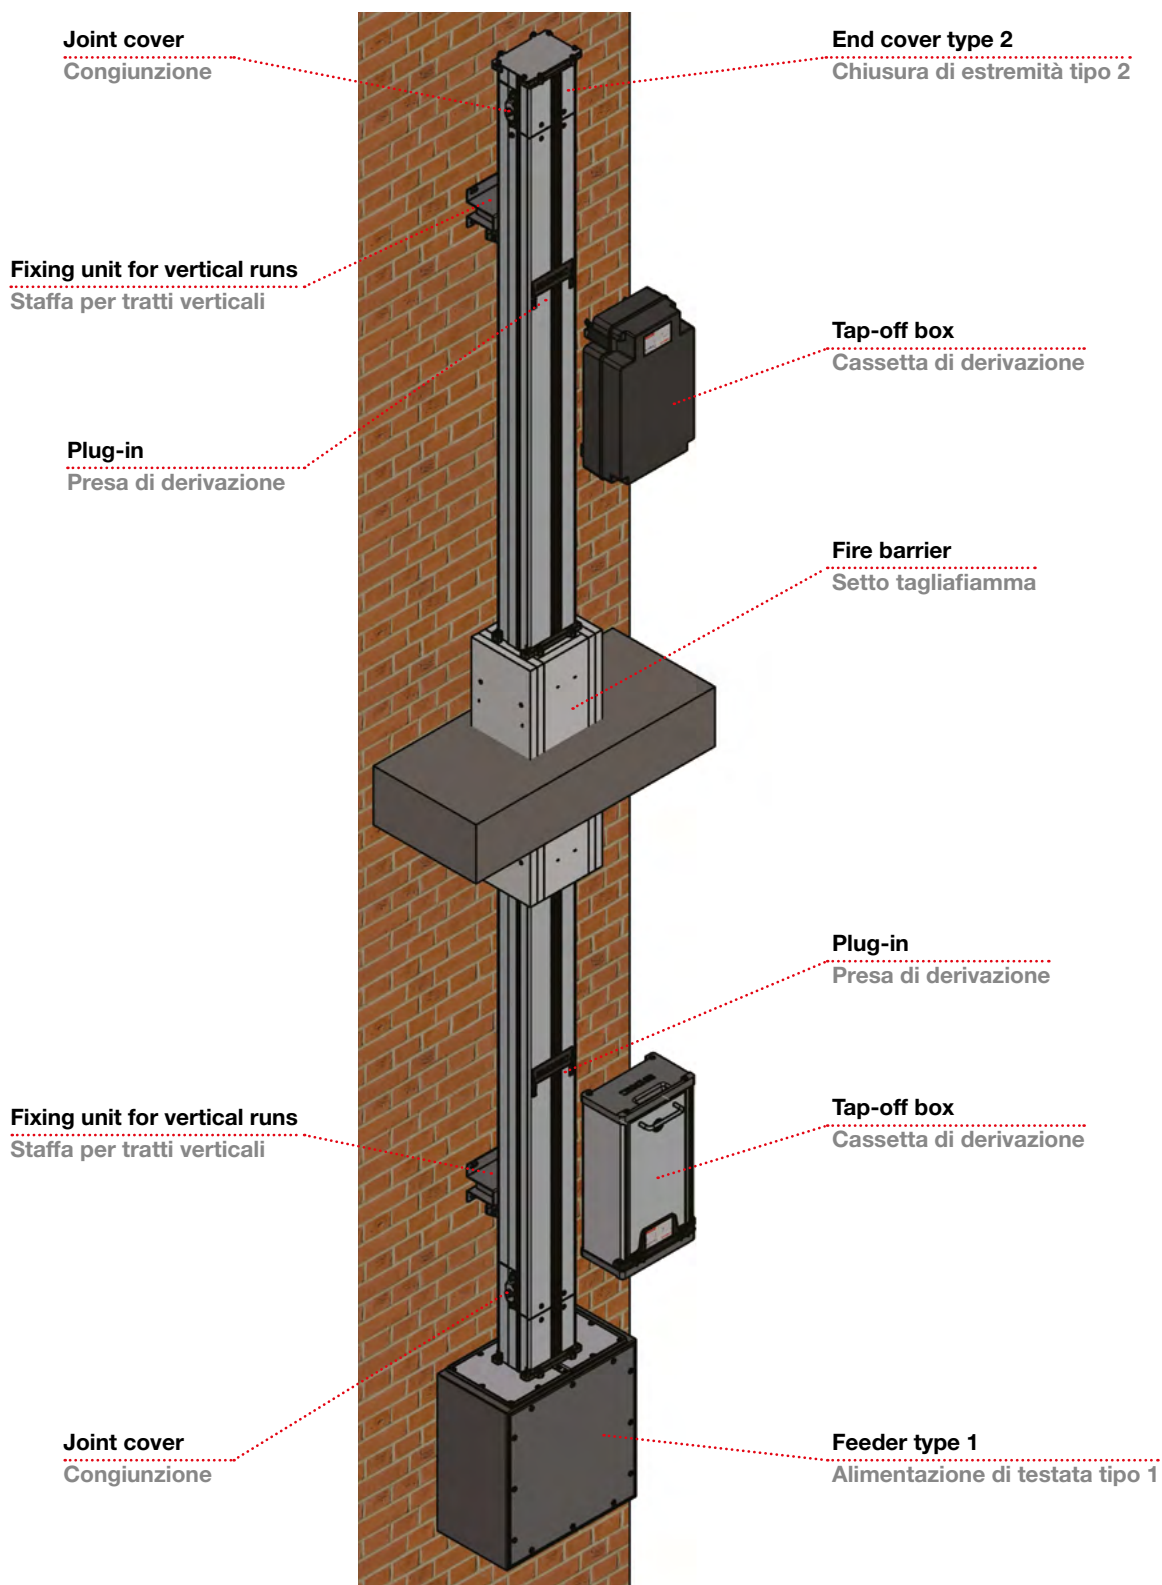 Joint cover
Congiunzione
End cover type 2
Chiusura di estremità tipo 2
Fixing unit for vertical runs
Staffa per tratti verticali
Tap-off box
Cassetta di derivazione
Plug-in
Presa di derivazione
Fire barrier
Setto tagliafiamma
Plug-in
Presa di derivazione
Fixing unit for vertical runs
Staffa per tratti verticali
Tap-off box
Cassetta di derivazione
Joint cover
Congiunzione
Feeder type 1
Alimentazione di testata tipo 1